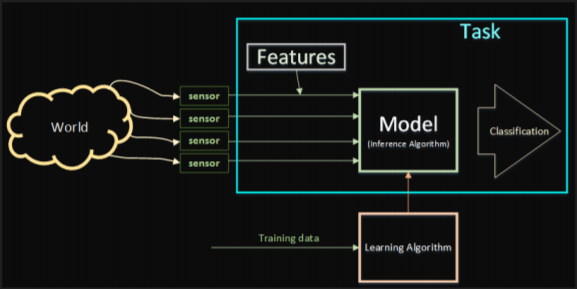 Task
Features
sensor
sensor
World
sensor
sensor
Model
(Inference Algorithm)
Classification
Training data
Learning Algorithm